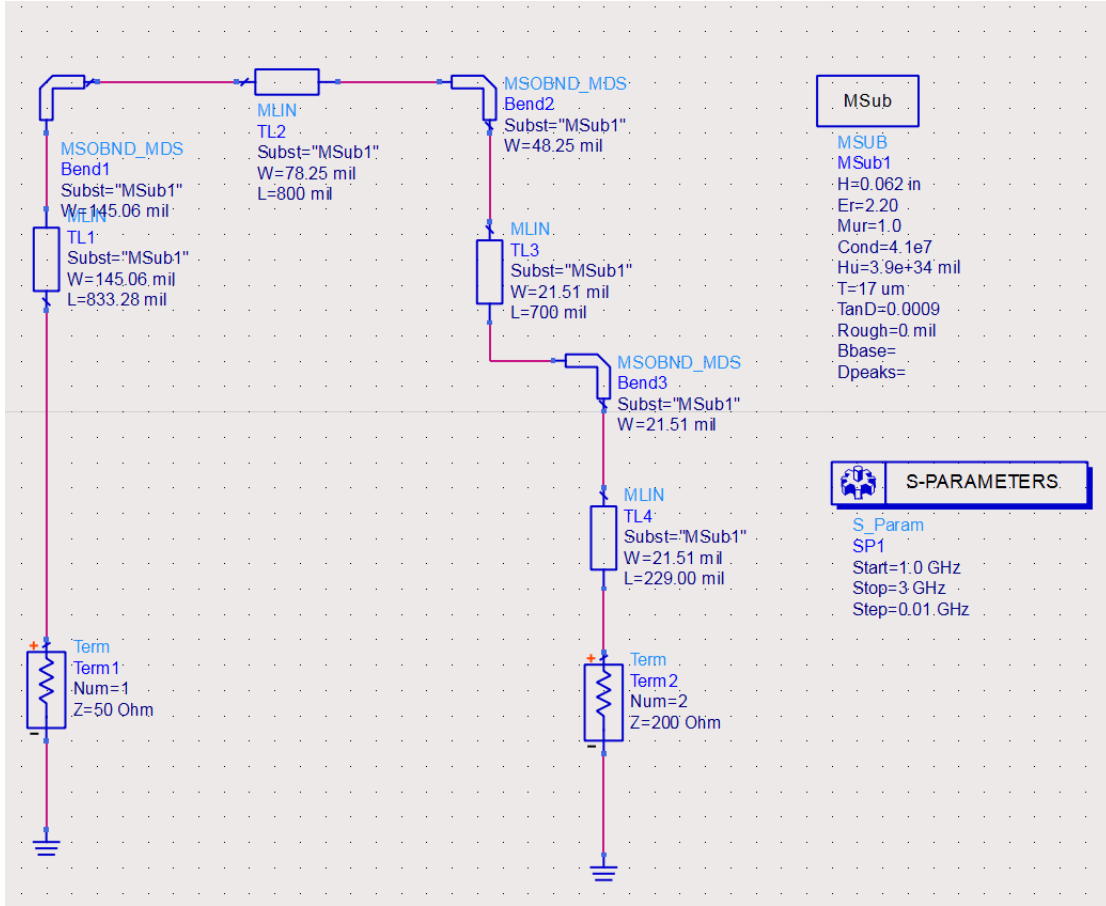 MSOBND_MDS
Bend1
Subst="MSub1"
W=145.06 mil
MLIN
TL1
Subst="MSub1"
W=145.06 mil
L=833.28 mil
MLIN
TL2
Subst="MSub1"
W=78.25 mil
L=800 mil
MSOBND_MDS
Bend2
Subst="MSub1"
W=48.25 mil
MLIN
TL3
Subst="MSub1"
W=21.51 mil
L=700 mil
MSOBND_MDS
Bend3
Subst="MSub1"
W=21.51 mil
MLIN
TL4
Subst="MSub1"
W=21.51 mil
L=229.00 mil
+
Term
Term1
Num=1
Z=50 Ohm
-
+
Term
Term2
Num=2
Z=200 Ohm
-
MSub
MSUB
MSub1
H=0.062 in
Er=2.20
Mur=1.0
Cond=4.1e7
Hu=3.9e+34 mil
T=17 um
TanD=0.0009
Rough=0 mil
Bbase=
Dpeaks=
S-PARAMETERS
S_Param
SP1
Start=1.0 GHz
Stop=3 GHz
Step=0.01 GHz